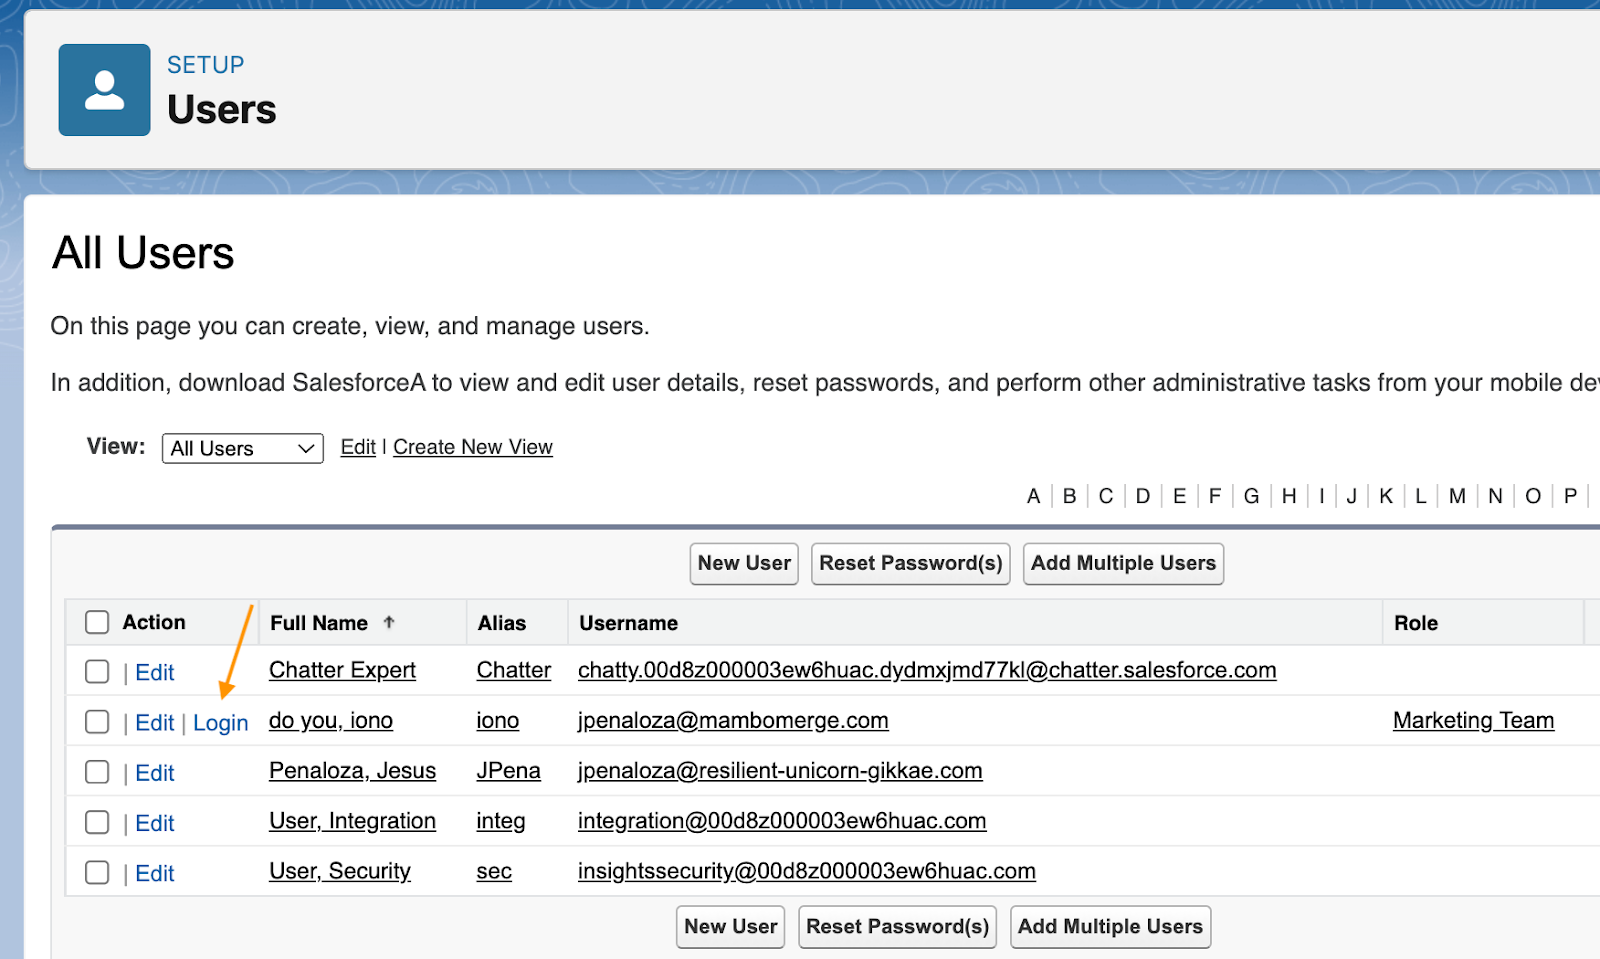 SETUP
Users
All Users
On this page you can create, view, and manage users.
In addition, download SalesforceA to view and edit user details, reset passwords, and perform other administrative tasks from your mobile de
View: All Users Edit | Create New View
A | B | C | D | E | F | G | H | I | J | K | L | M | N | O | P |
New User Reset Password(s) Add Multiple Users
Action Full Name ↑ Alias Username Role
| Edit Chatter Expert Chatter chatty.00d8z000003ew6huac.dydmxjmd77kl@chatter.salesforce.com
| Edit | Login do you, iono iono jpenaloza@mambomerge.com Marketing Team
| Edit Penaloza, Jesus JPena jpenaloza@resilient-unicorn-gikkae.com
| Edit User, Integration integ integration@00d8z000003ew6huac.com
| Edit User, Security sec insightssecurity@00d8z000003ew6huac.com
New User Reset Password(s) Add Multiple Users